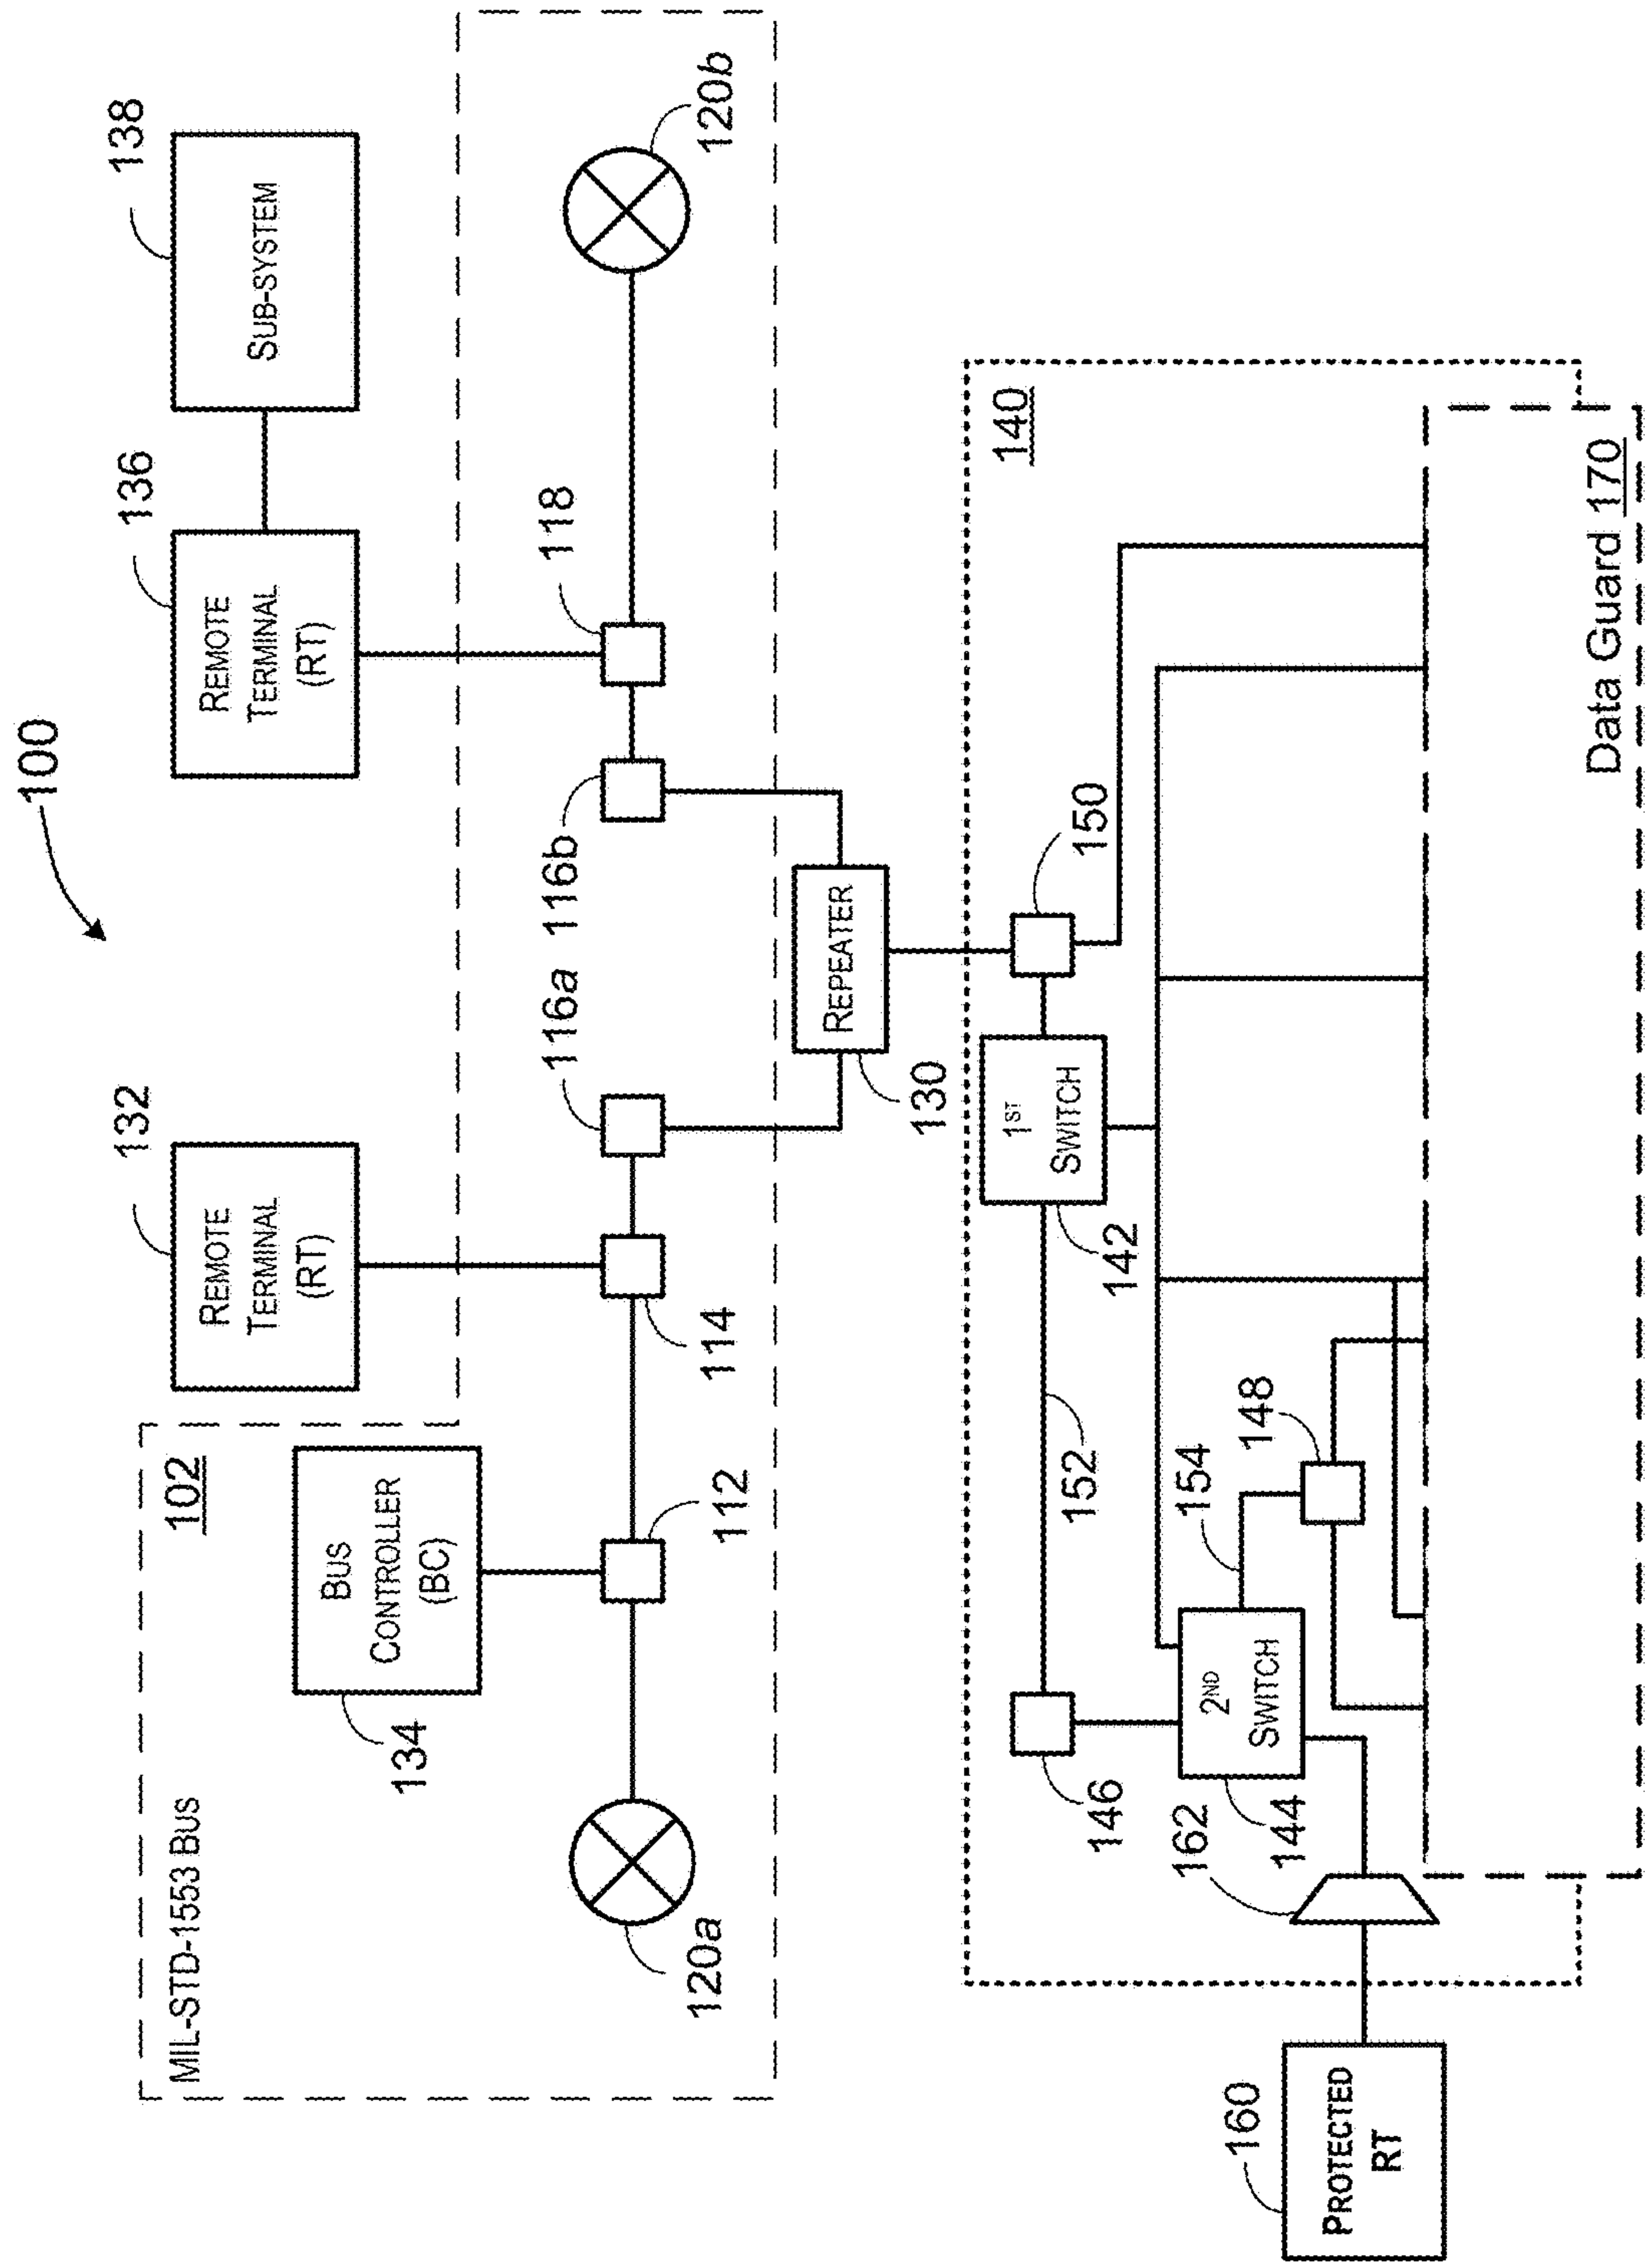 100
MIL-STD-1553 BUS
102
BUS
CONTROLLER
(BC)
134
REMOTE
TERMINAL
(RT)
132
REMOTE
TERMINAL
(RT)
136
SUB-SYSTEM
138
120a
112
114
116a
116b
118
120b
REPEATER
130
140
150
1ST
SWITCH
142
152
146
2ND
SWITCH
144
154
148
162
PROTECTED
RT
160
Data Guard 170